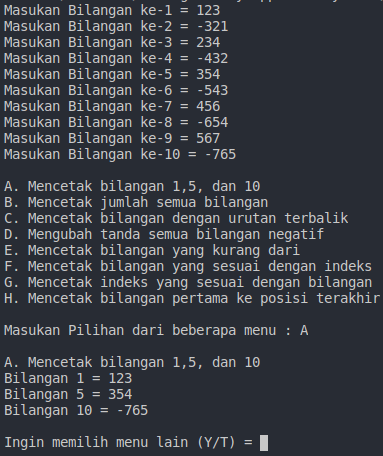 Masukan Bilangan ke-1 = 123
Masukan Bilangan ke-2 = -321
Masukan Bilangan ke-3 = 234
Masukan Bilangan ke-4 = -432
Masukan Bilangan ke-5 = 354
Masukan Bilangan ke-6 = -543
Masukan Bilangan ke-7 = 456
Masukan Bilangan ke-8 = -654
Masukan Bilangan ke-9 = 567
Masukan Bilangan ke-10 = -765
A. Mencetak bilangan 1,5, dan 10
B. Mencetak jumlah semua bilangan
C. Mencetak bilangan dengan urutan terbalik
D. Mengubah tanda semua bilangan negatif
E. Mencetak bilangan yang kurang dari
F. Mencetak bilangan yang sesuai dengan indeks
G. Mencetak indeks yang sesuai dengan bilangan
H. Mencetak bilangan pertama ke posisi terakhir
Masukan Pilihan dari beberapa menu : A
A. Mencetak bilangan 1,5, dan 10
Bilangan 1 = 123
Bilangan 5 = 354
Bilangan 10 = -765
Ingin memilih menu lain (Y/T) =